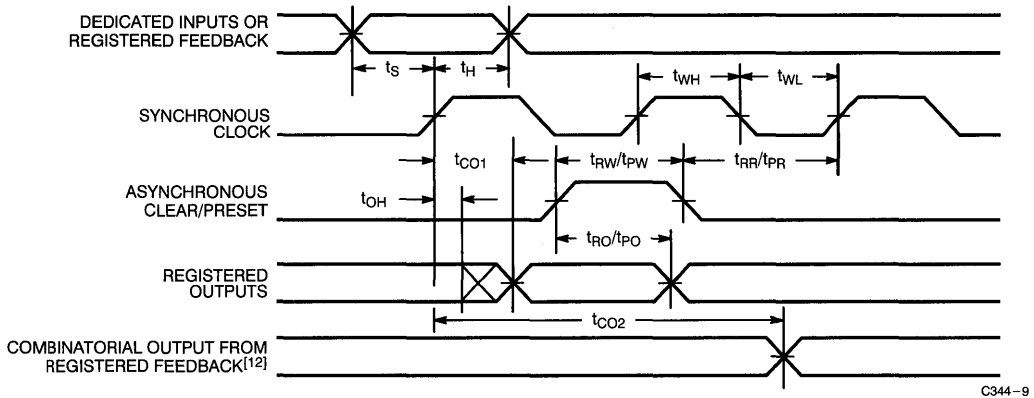 DEDICATED INPUTS OR
REGISTERED FEEDBACK
tS
tH
tWH
tWL
SYNCHRONOUS
CLOCK
tCO1
tRW/tPW
tRR/tPR
ASYNCHRONOUS
CLEAR/PRESET
tOH
tRO/tPO
REGISTERED
OUTPUTS
tCO2
COMBINATORIAL OUTPUT FROM
REGISTERED FEEDBACK[12]
C344–9